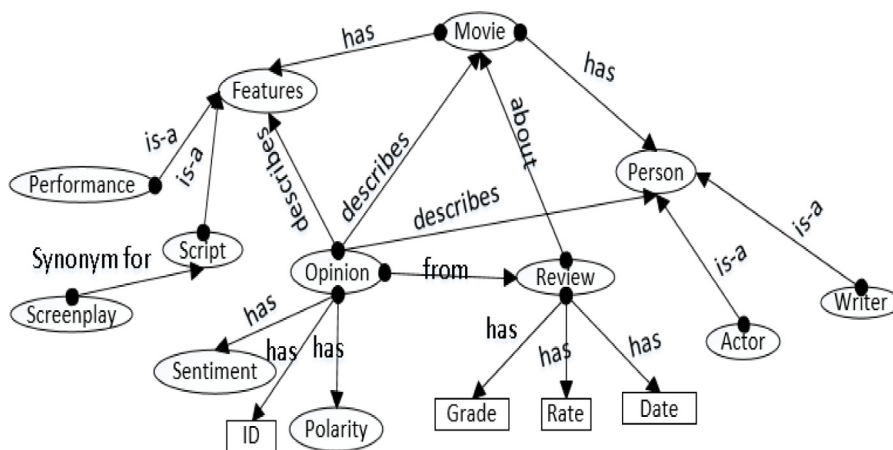 Movie
has
has
Features
is-a
is-a
describes
describes
about
Performance
Person
describes
is-a
Script
Synonym for
Opinion
from
Review
is-a
Writer
Screenplay
has
has
has
has
has
has
Actor
Sentiment
Grade
Rate
Date
ID
Polarity